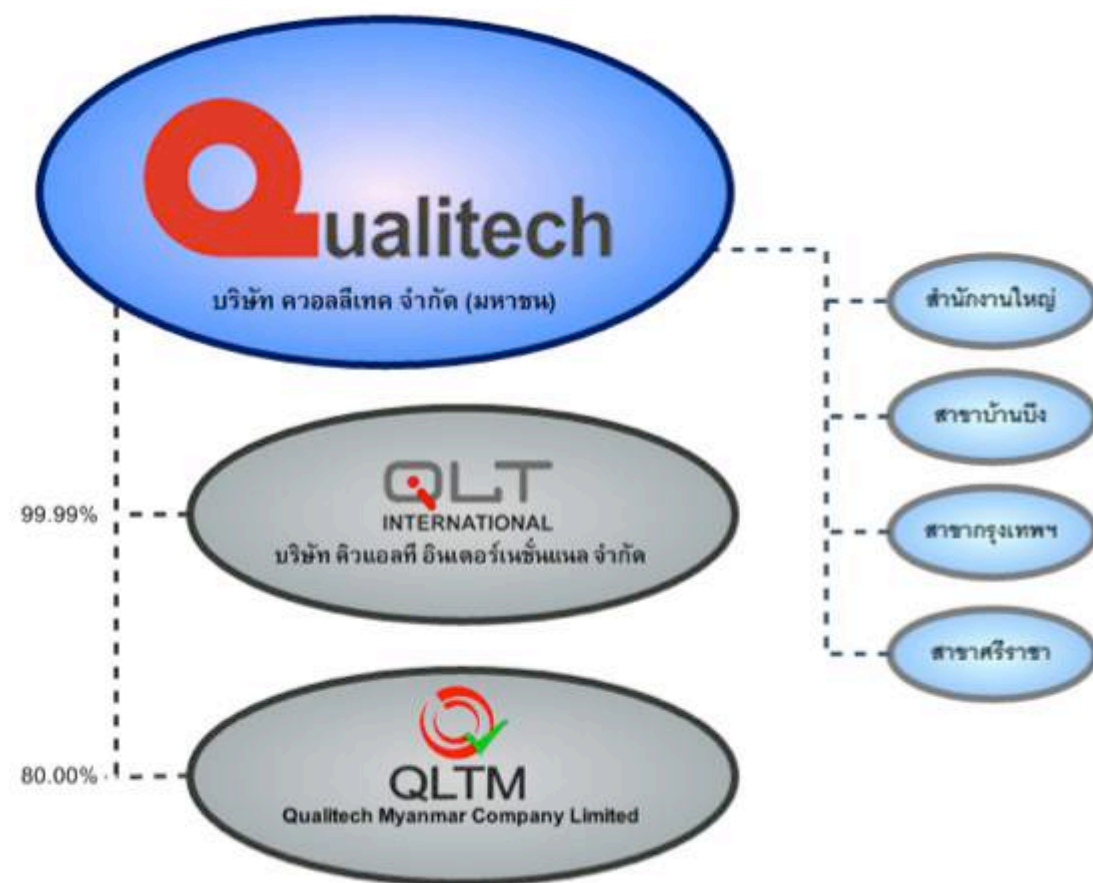 Qualitech
บริษัท ควอลลีเทค จำกัด (มหาชน)
สำนักงานใหญ่
สาขาบ้านบึง
สาขากรุงเทพฯ
สาขาศรีราชา
99.99%
QLT
INTERNATIONAL
บริษัท คิวแอลที อินเตอร์เนชั่นแนล จำกัด
80.00%
QLTM
Qualitech Myanmar Company Limited